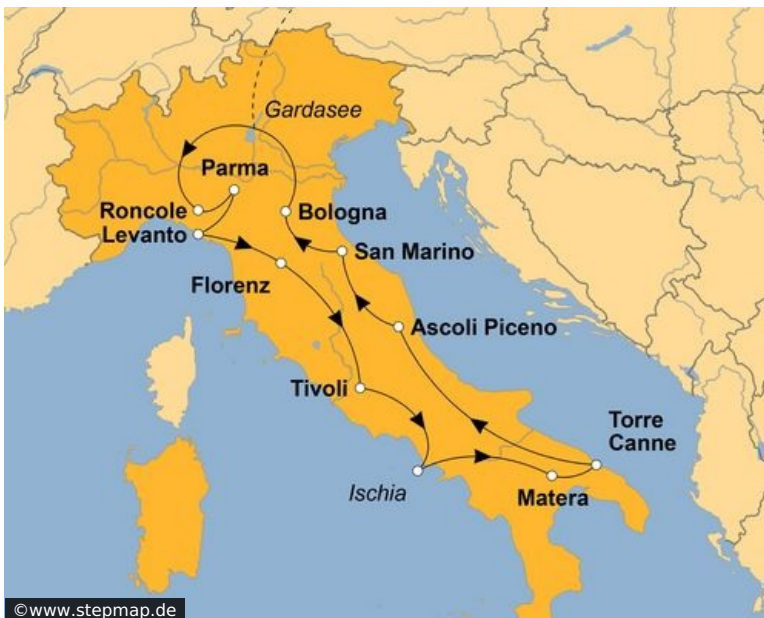 Gardasee
Parma
Roncole
Levanto
Bologna
San Marino
Florenz
Ascoli Piceno
Tivoli
Torre
Canne
Ischia
Matera
©www.stepmap.de